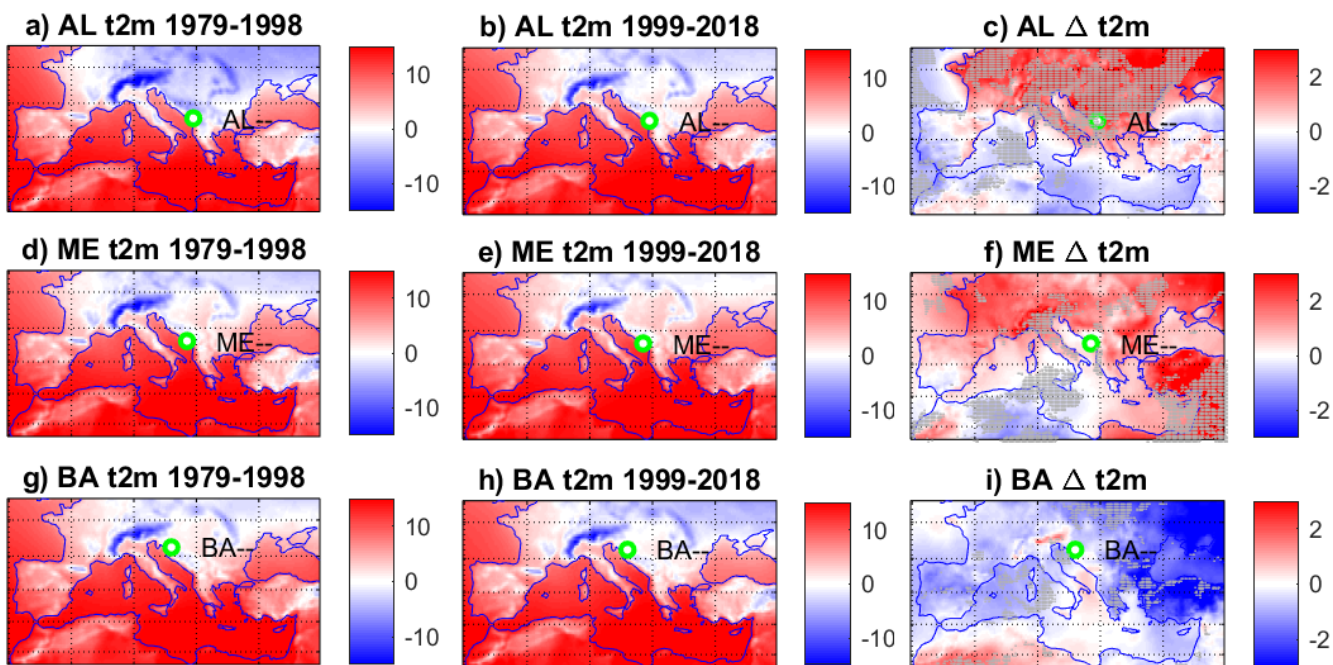 a) AL t2m 1979-1998
b) AL t2m 1999-2018
c) AL Δ t2m
10
0
-10
AL--
10
0
-10
AL--
2
0
-2
AL--
d) ME t2m 1979-1998
e) ME t2m 1999-2018
f) ME Δ t2m
10
0
-10
ME--
10
0
-10
ME--
2
0
-2
ME--
g) BA t2m 1979-1998
h) BA t2m 1999-2018
i) BA Δ t2m
10
0
-10
BA--
10
0
-10
BA--
2
0
-2
BA--